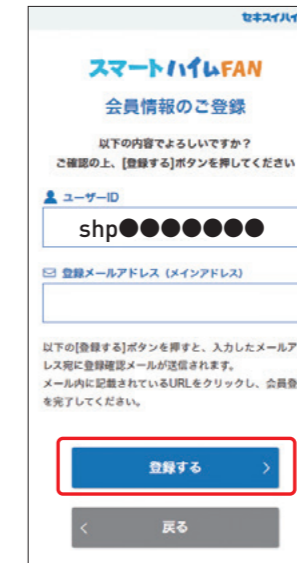 セキスイハイ
スマートハイムFAN
会員情報のご登録
以下の内容でよろしいですか？
ご確認の上、[登録する]ボタンを押してください
ユーザーID
shp●●●●●●●
登録メールアドレス（メインアドレス）
以下の[登録する]ボタンを押すと、入力したメールア
レス宛に登録確認メールが送信されます。
メール内に記載されているURLをクリックし、会員登
を完了してください。
登録する >
< 戻る